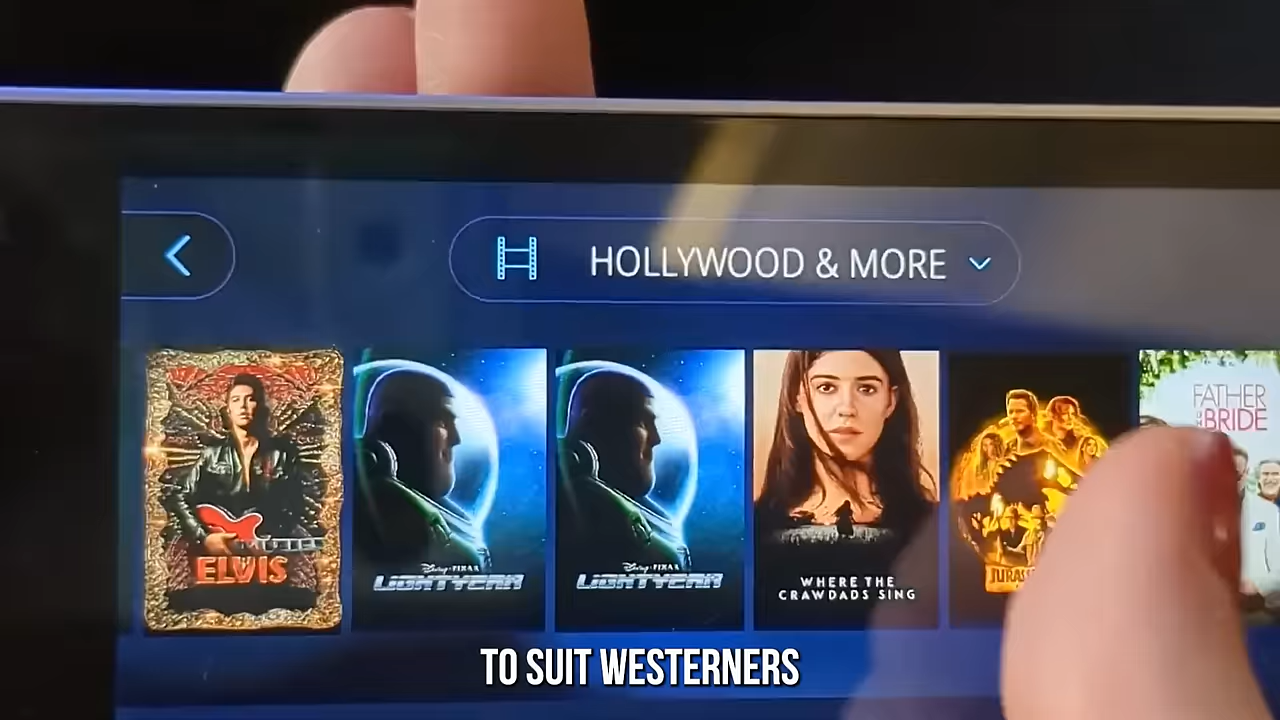 HOLLYWOOD & MORE
ELVIS
Disney · PIXAR
LIGHTYEAR
Disney · PIXAR
LIGHTYEAR
WHERE THE
CRAWDADS SING
FATHER
BRIDE
TO SUIT WESTERNERS